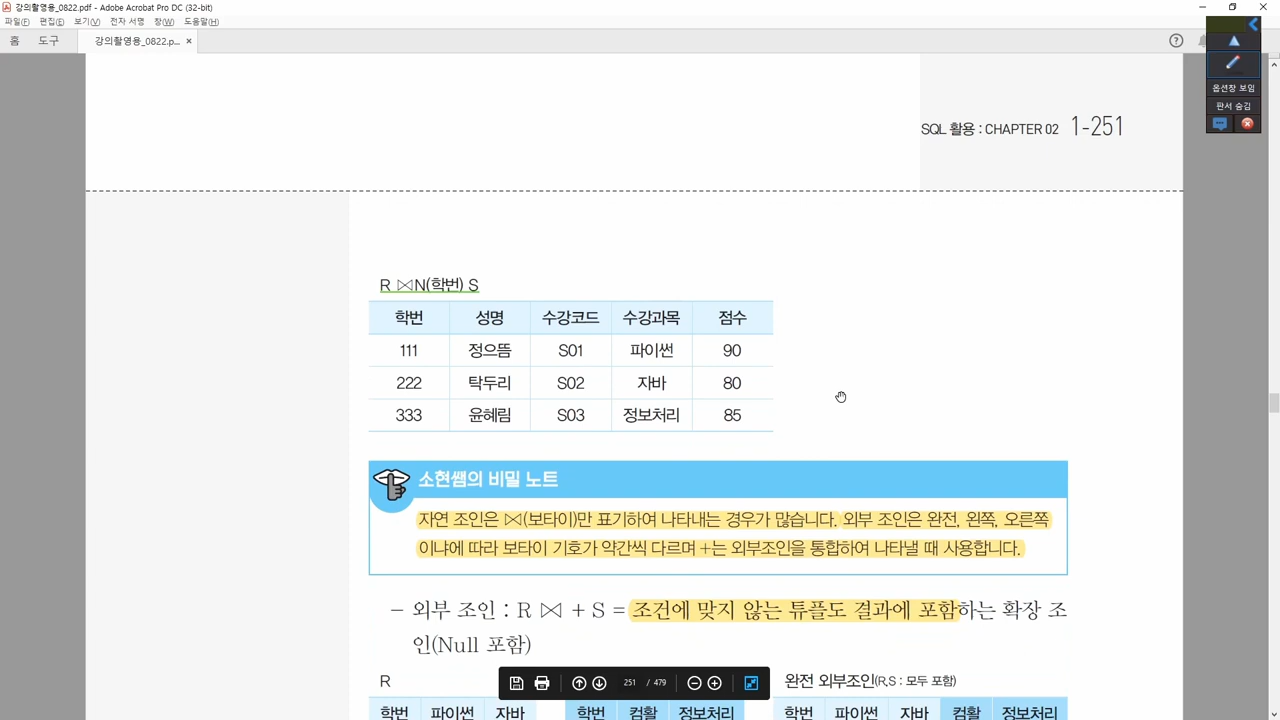 강의촬영용_0822.pdf - Adobe Acrobat Pro DC (32-bit)
파일(F) 편집(E) 보기(V) 전자 서명 창(W) 도움말(H)
홈 도구 강의촬영용_0822.p... ×
옵션창 보임
판서 숨김
SQL 활용 : CHAPTER 02 1-251
R ⋈N(학번) S
학번 성명 수강코드 수강과목 점수
111 정으뜸 S01 파이썬 90
222 탁두리 S02 자바 80
333 윤혜림 S03 정보처리 85
소현쌤의 비밀 노트
자연 조인은 ⋈(보타이)만 표기하여 나타내는 경우가 많습니다. 외부 조인은 완전, 왼쪽, 오른쪽
이냐에 따라 보타이 기호가 약간씩 다르며 +는 외부조인을 통합하여 나타낼 때 사용합니다.
– 외부 조인 : R ⋈ + S = 조건에 맞지 않는 튜플도 결과에 포함하는 확장 조
인(Null 포함)
R 완전 외부조인(R,S : 모두 포함)
251 / 479
학번 파이썬 자바 학번 컴활 정보처리 학번 파이썬 자바 컴활 정보처리